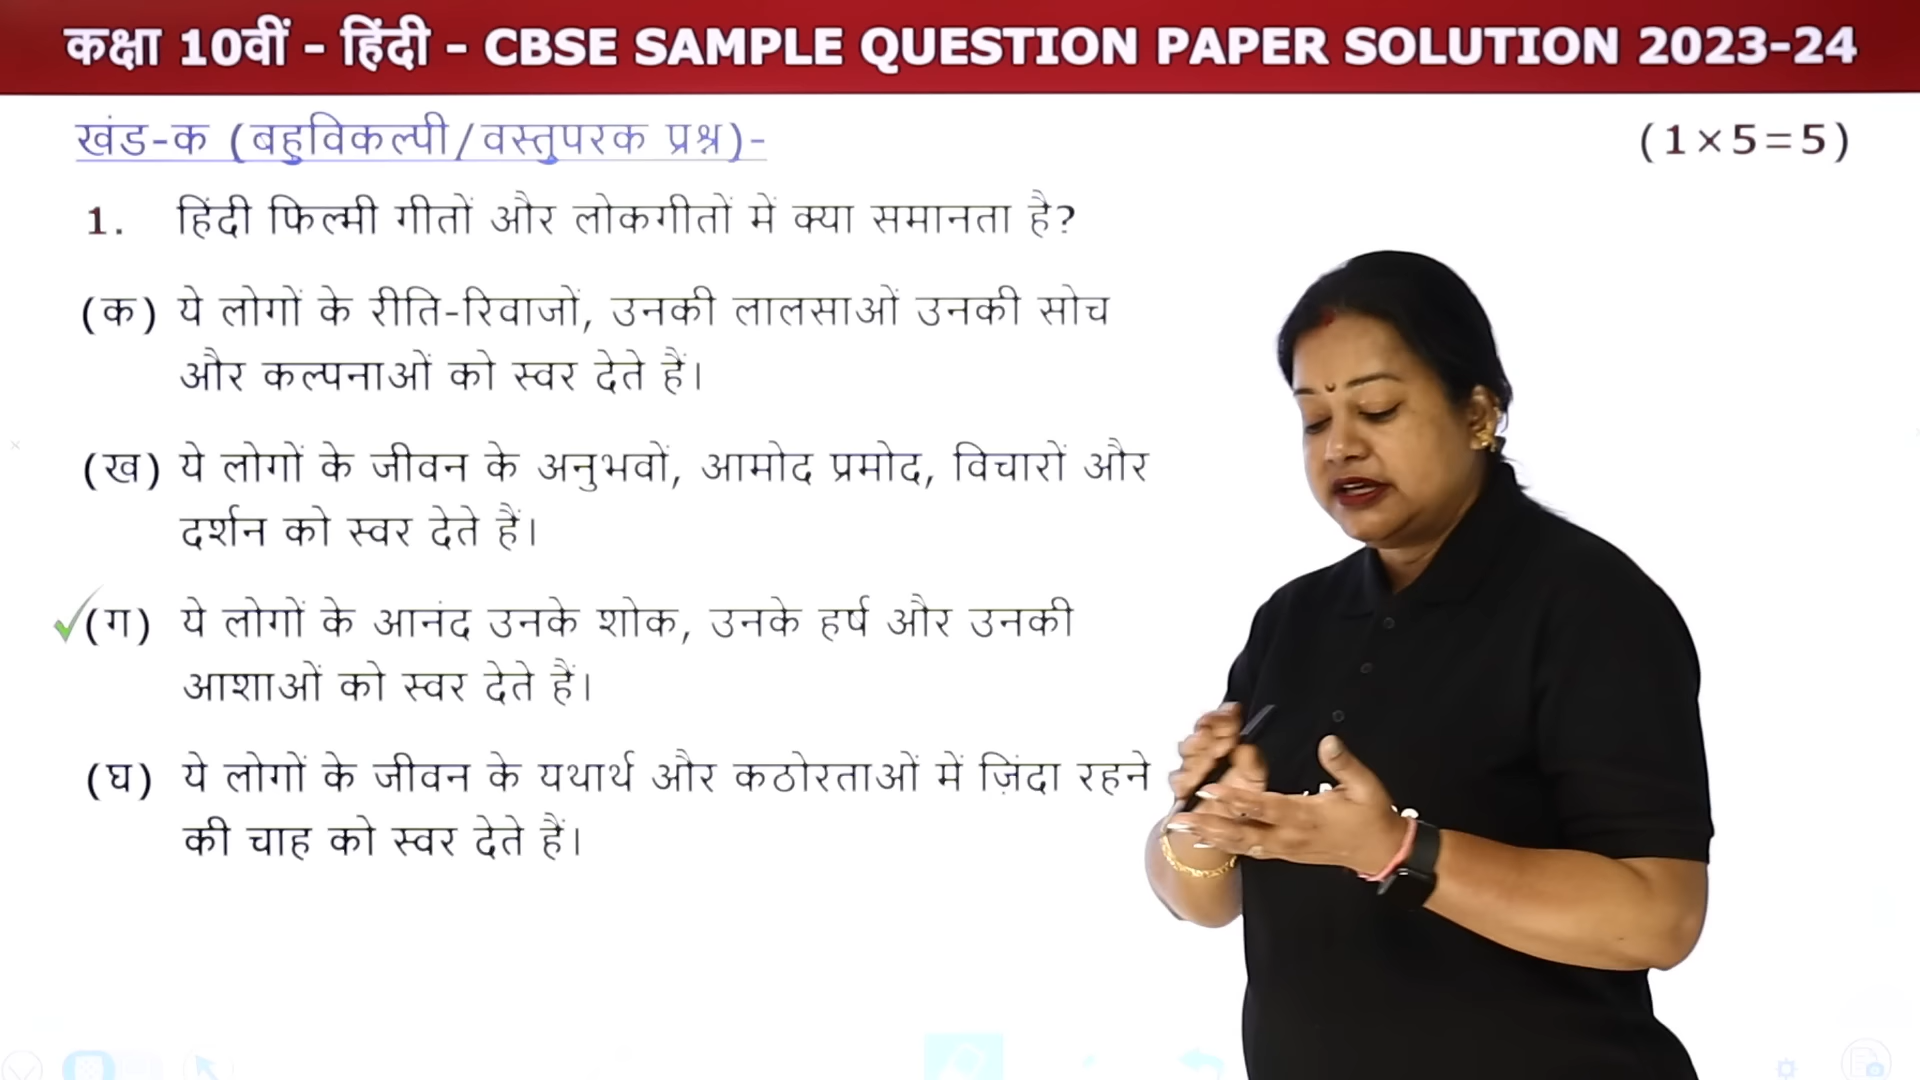 कक्षा 10वीं - हिंदी - CBSE SAMPLE QUESTION PAPER SOLUTION 2023-24
खंड-क (बहुविकल्पी/वस्तुपरक प्रश्न)- (1×5=5)
1. हिंदी फिल्मी गीतों और लोकगीतों में क्या समानता है?
(क) ये लोगों के रीति-रिवाजों, उनकी लालसाओं उनकी सोच
और कल्पनाओं को स्वर देते हैं।
(ख) ये लोगों के जीवन के अनुभवों, आमोद प्रमोद, विचारों और
दर्शन को स्वर देते हैं।
(ग) ये लोगों के आनंद उनके शोक, उनके हर्ष और उनकी
आशाओं को स्वर देते हैं।
(घ) ये लोगों के जीवन के यथार्थ और कठोरताओं में ज़िंदा रहने
की चाह को स्वर देते हैं।